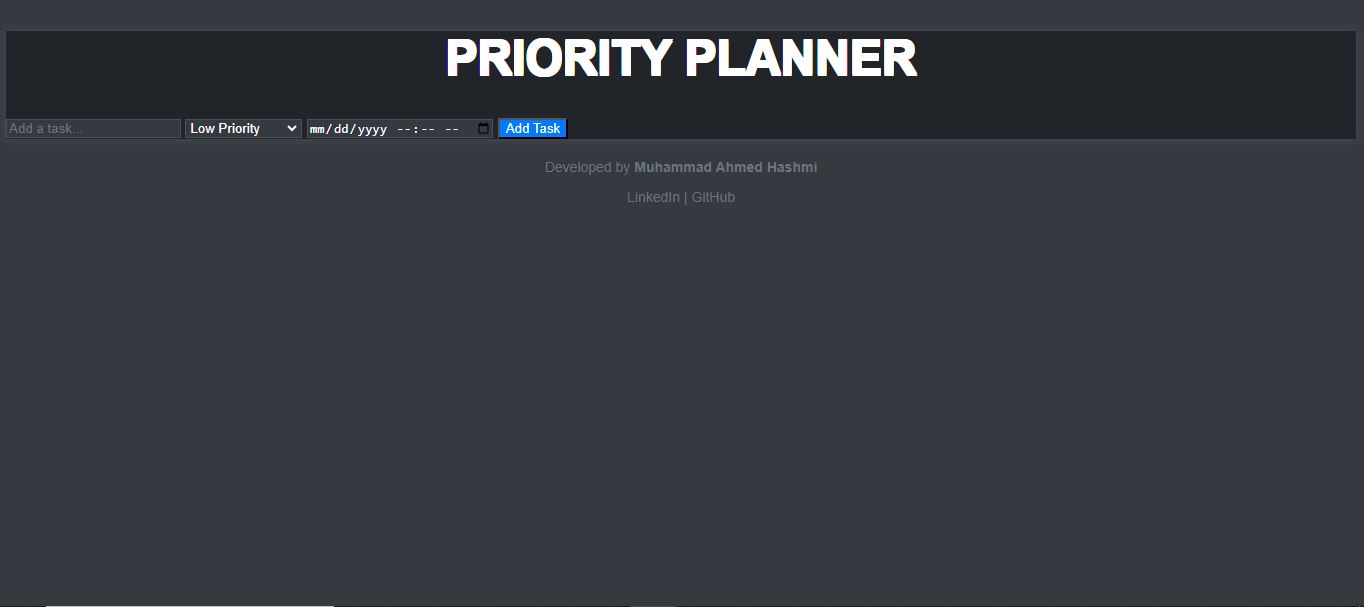 PRIORITY PLANNER
Add a task... Low Priority mm/dd/yyyy --:-- -- Add Task
Developed by Muhammad Ahmed Hashmi
LinkedIn | GitHub